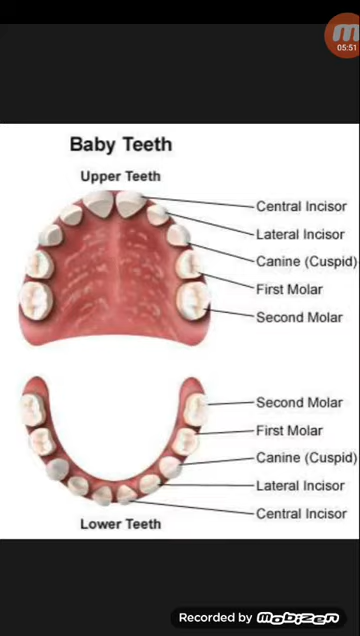 M
05:51
Baby Teeth
Upper Teeth
Central Incisor
Lateral Incisor
Canine (Cuspid)
First Molar
Second Molar
Second Molar
First Molar
Canine (Cuspid)
Lateral Incisor
Central Incisor
Lower Teeth
Recorded by Mobizen